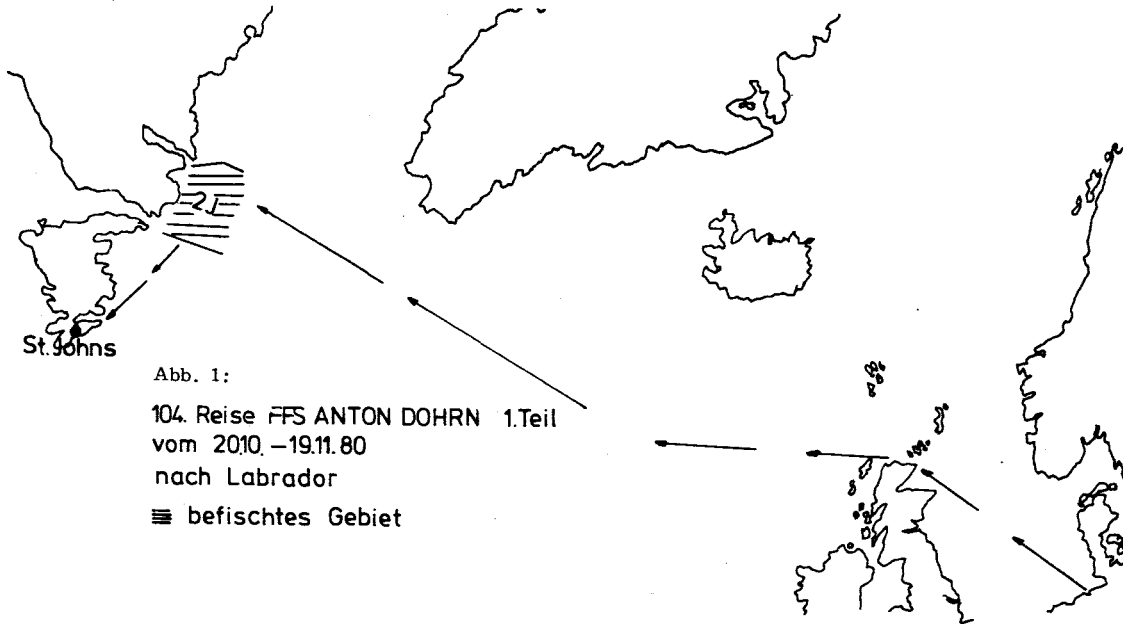 2J
St. Johns
Abb. 1:
104. Reise FFS ANTON DOHRN 1.Teil
vom 20.10. – 19.11. 80
nach Labrador
befischtes Gebiet